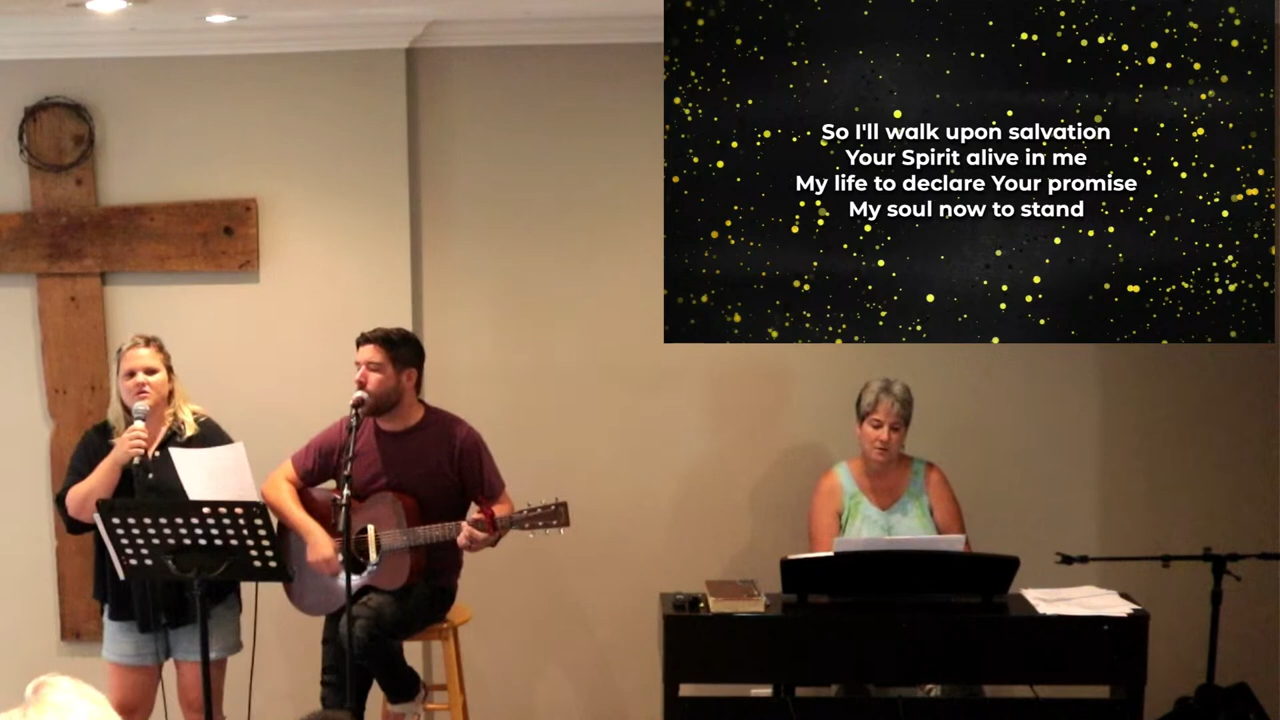 So I'll walk upon salvation
Your Spirit alive in me
My life to declare Your promise
My soul now to stand